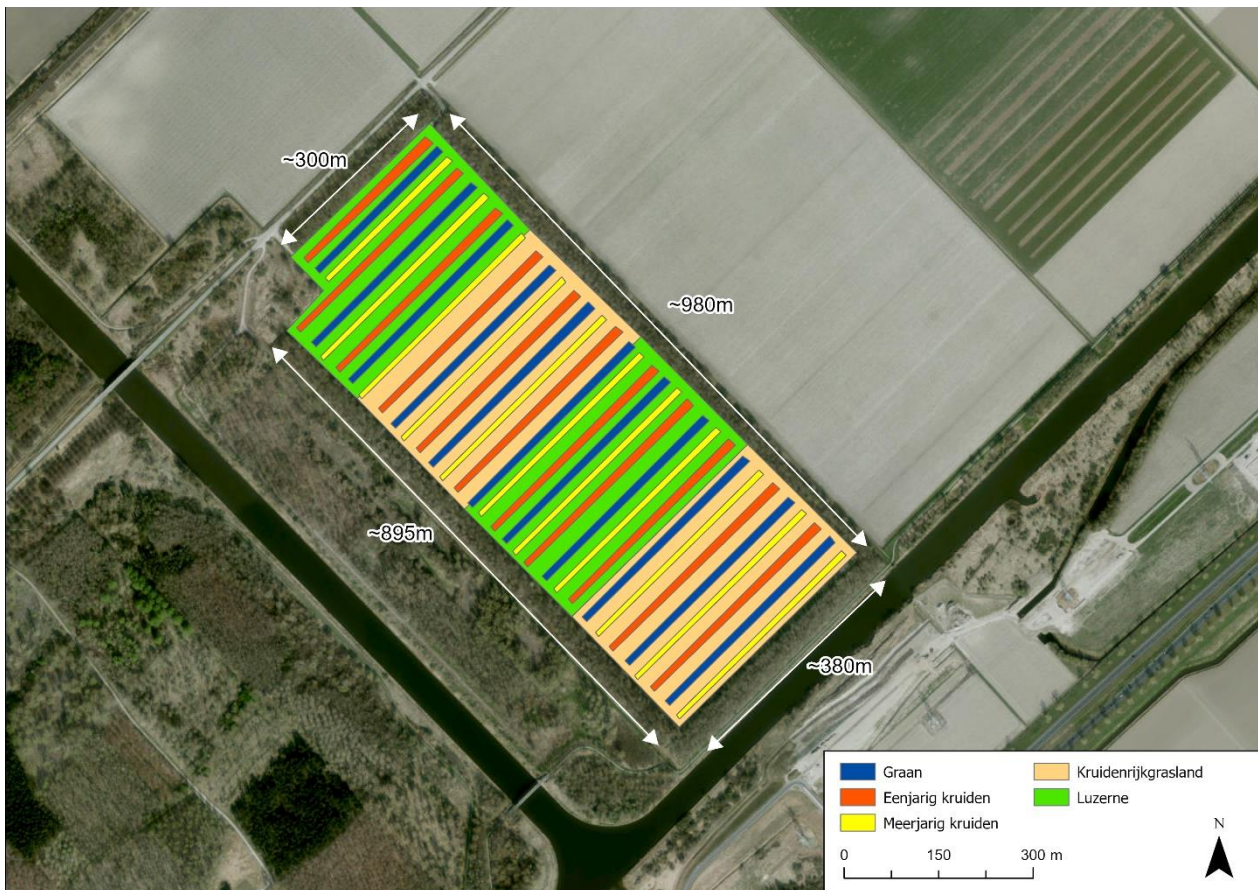 ~300m
~980m
~895m
~380m
Graan
Eenjarig kruiden
Meerjarig kruiden
Kruidenrijkgrasland
Luzerne
0 150 300 m
N